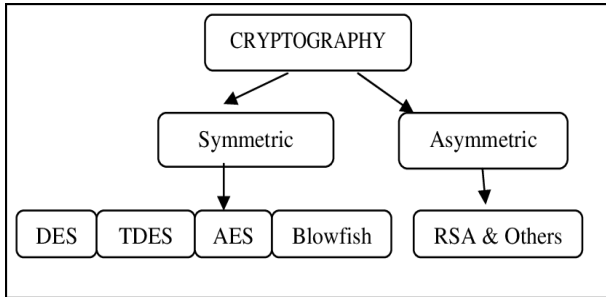 CRYPTOGRAPHY
Symmetric
Asymmetric
DES
TDES
AES
Blowfish
RSA & Others